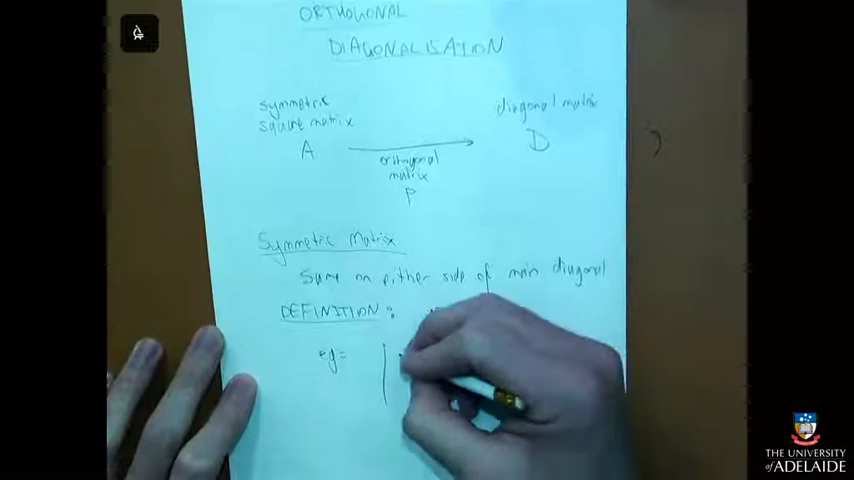 ORTHOGONAL
DIAGONALISATION
symmetric
square matrix
A
orthogonal
matrix
P
diagonal matrix
D
Symmetric Matrix
Same on either side of main diagonal
DEFINITION:
eg=
THE UNIVERSITY
of ADELAIDE